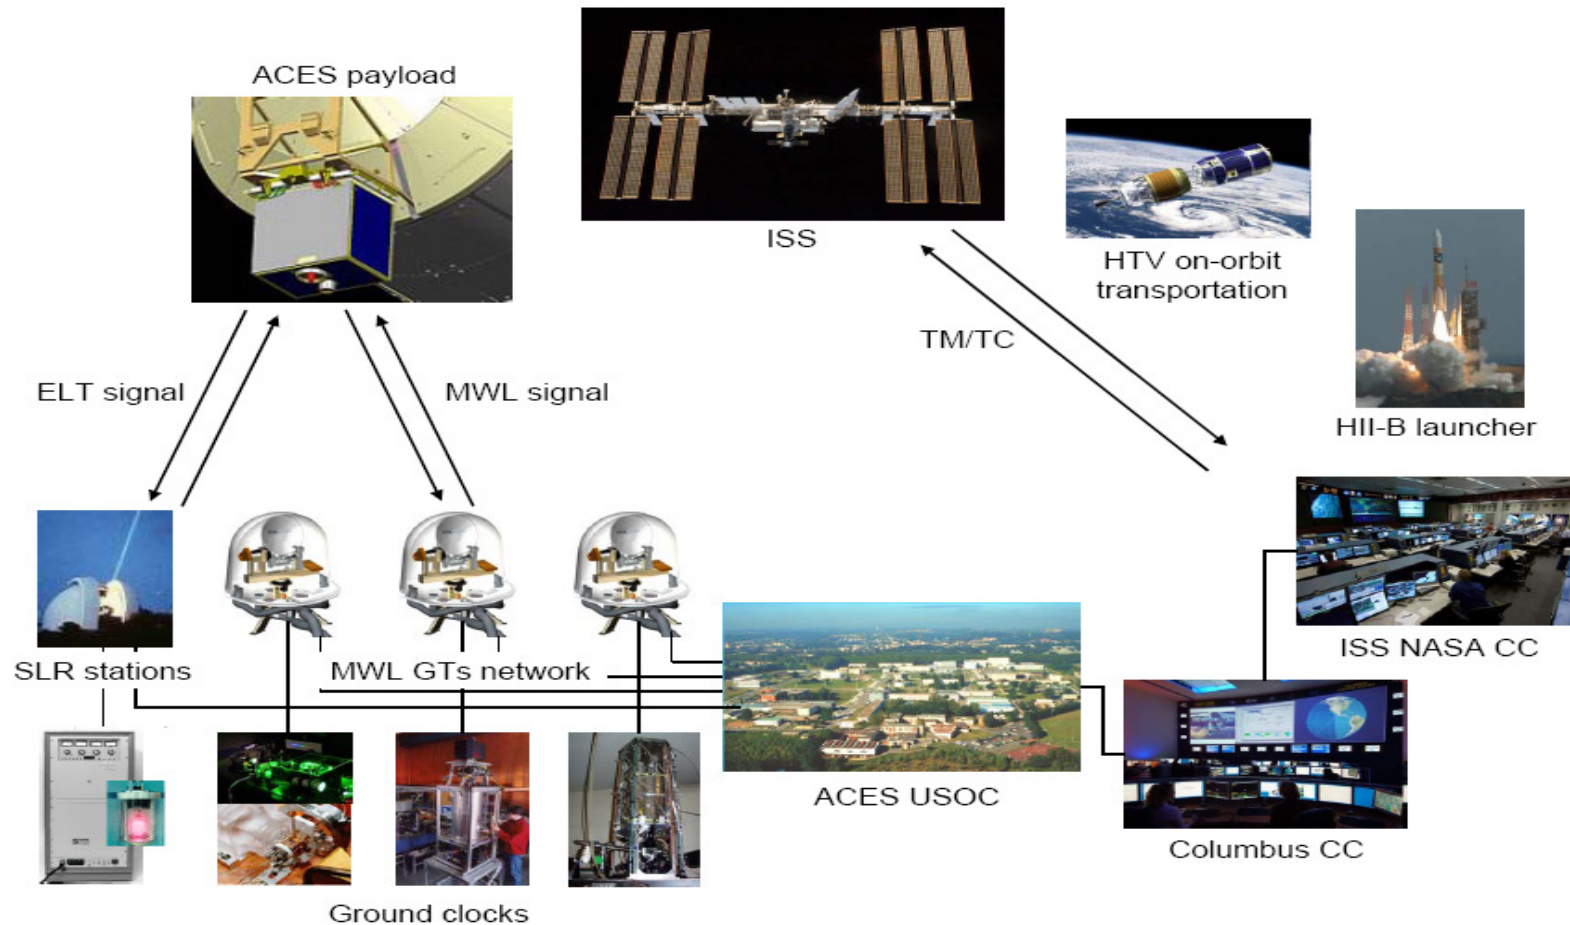 ACES payload
ISS
HTV on-orbit
transportation
TM/TC
ELT signal
MWL signal
HII-B launcher
SLR stations
MWL GTs network
ISS NASA CC
ACES USOC
Columbus CC
Ground clocks